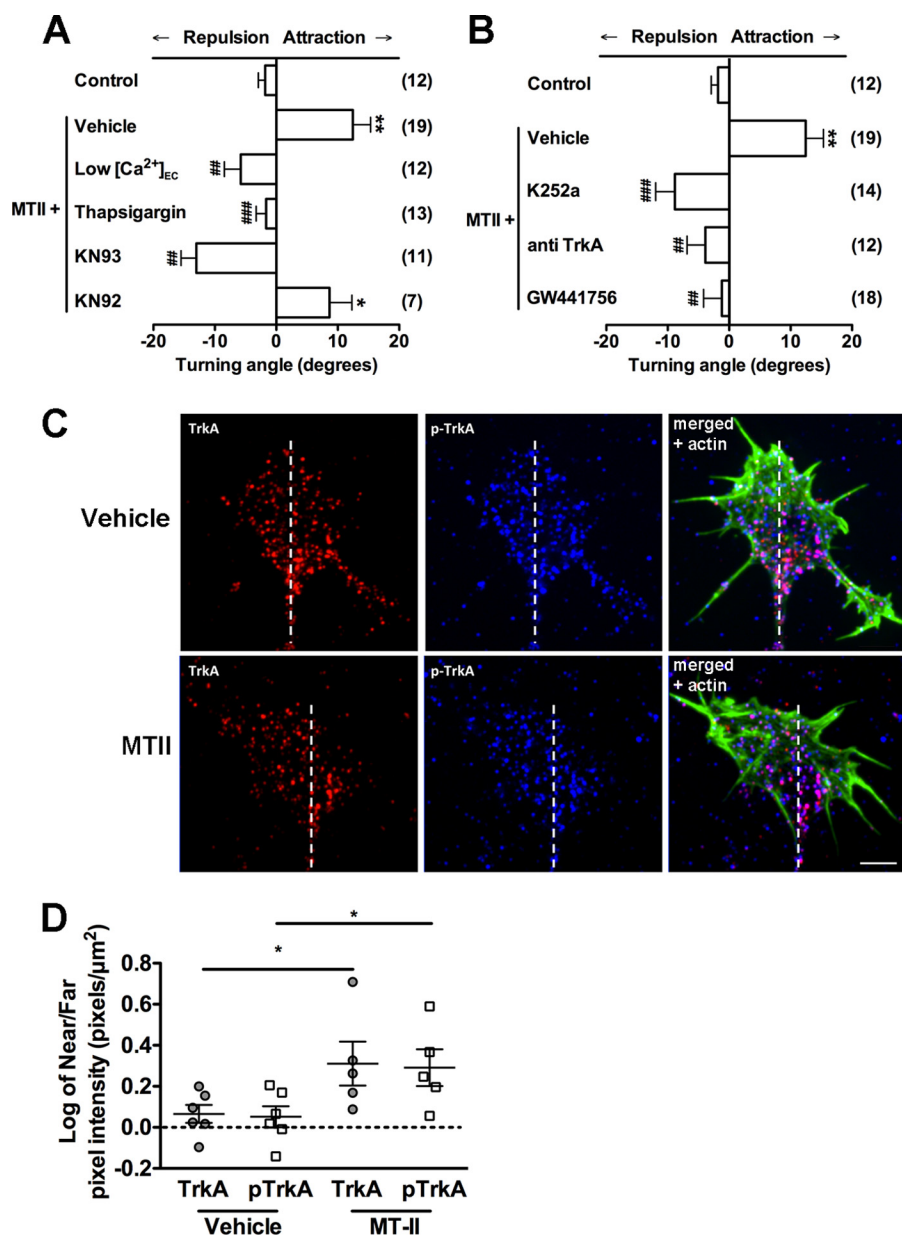 A
← Repulsion Attraction →
Control (12)
Vehicle ** (19)
Low [Ca²⁺]EC ## (12)
MTII +
Thapsigargin ### (13)
KN93 ## (11)
KN92 * (7)
-20 -10 0 10 20
Turning angle (degrees)
B
← Repulsion Attraction →
Control (12)
Vehicle ** (19)
K252a ### (14)
MTII +
anti TrkA ## (12)
GW441756 ## (18)
-20 -10 0 10 20
Turning angle (degrees)
C
TrkA
p-TrkA
merged
+ actin
Vehicle
TrkA
p-TrkA
merged
+ actin
MTII
D
*
*
Log of Near/Far
pixel intensity (pixels/µm²)
0.8
0.6
0.4
0.2
0.0
-0.2
TrkA pTrkA TrkA pTrkA
Vehicle MT-II